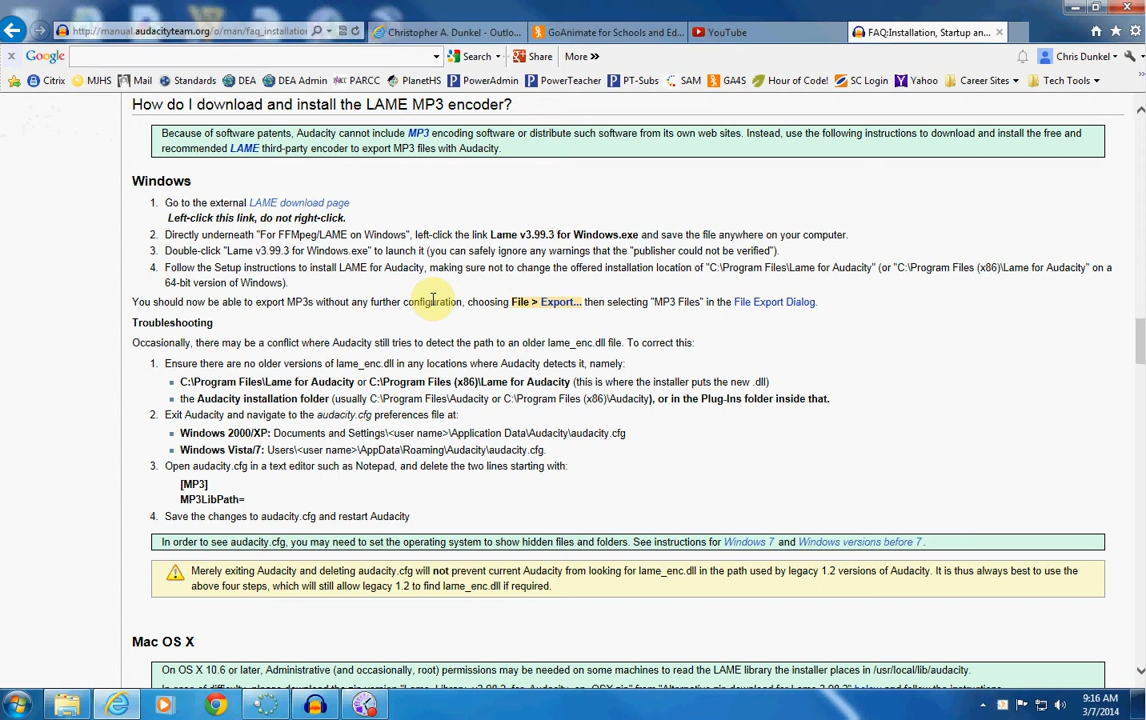 http://manual.audacityteam.org/o/man/faq_installation
Christopher A. Dunkel - Outlo...
GoAnimate for Schools and Ed...
YouTube
FAQ:Installation, Startup an...
Google
Search
Share
More »
Chris Dunkel
Citrix
MJHS
Mail
Standards
DEA
DEA Admin
PARCC
PlanetHS
PowerAdmin
PowerTeacher
PT-Subs
SAM
GA4S
Hour of Code!
SC Login
Yahoo
Career Sites
Tech Tools
How do I download and install the LAME MP3 encoder?
Because of software patents, Audacity cannot include MP3 encoding software or distribute such software from its own web sites. Instead, use the following instructions to download and install the free and
recommended LAME third-party encoder to export MP3 files with Audacity.
Windows
1. Go to the external LAME download page
Left-click this link, do not right-click.
2. Directly underneath "For FFMpeg/LAME on Windows", left-click the link Lame v3.99.3 for Windows.exe and save the file anywhere on your computer.
3. Double-click "Lame v3.99.3 for Windows.exe" to launch it (you can safely ignore any warnings that the "publisher could not be verified").
4. Follow the Setup instructions to install LAME for Audacity, making sure not to change the offered installation location of "C:\Program Files\Lame for Audacity" (or "C:\Program Files (x86)\Lame for Audacity" on a
64-bit version of Windows).
You should now be able to export MP3s without any further configuration, choosing File > Export... then selecting "MP3 Files" in the File Export Dialog.
Troubleshooting
Occasionally, there may be a conflict where Audacity still tries to detect the path to an older lame_enc.dll file. To correct this:
1. Ensure there are no older versions of lame_enc.dll in any locations where Audacity detects it, namely:
C:\Program Files\Lame for Audacity or C:\Program Files (x86)\Lame for Audacity (this is where the installer puts the new .dll)
the Audacity installation folder (usually C:\Program Files\Audacity or C:\Program Files (x86)\Audacity), or in the Plug-Ins folder inside that.
2. Exit Audacity and navigate to the audacity.cfg preferences file at:
Windows 2000/XP: Documents and Settings\<user name>\Application Data\Audacity\audacity.cfg
Windows Vista/7: Users\<user name>\AppData\Roaming\Audacity\audacity.cfg.
3. Open audacity.cfg in a text editor such as Notepad, and delete the two lines starting with:
[MP3]
MP3LibPath=
4. Save the changes to audacity.cfg and restart Audacity
In order to see audacity.cfg, you may need to set the operating system to show hidden files and folders. See instructions for Windows 7 and Windows versions before 7 .
Merely exiting Audacity and deleting audacity.cfg will not prevent current Audacity from looking for lame_enc.dll in the path used by legacy 1.2 versions of Audacity. It is thus always best to use the
above four steps, which will still allow legacy 1.2 to find lame_enc.dll if required.
Mac OS X
On OS X 10.6 or later, Administrative (and occasionally, root) permissions may be needed on some machines to read the LAME library the installer places in /usr/local/lib/audacity.
9:16 AM
3/7/2014